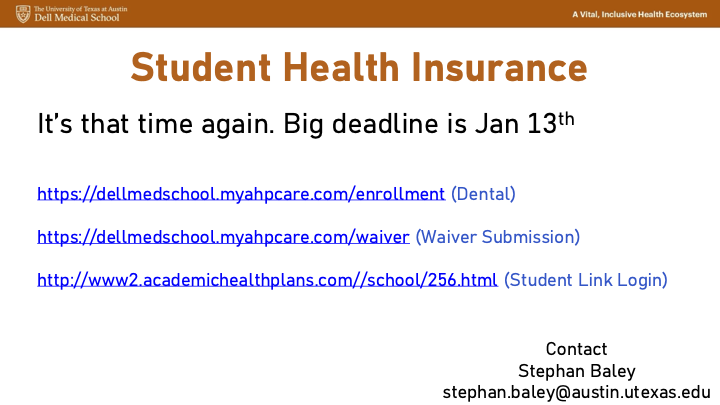 The University of Texas at Austin
Dell Medical School
A Vital, Inclusive Health Ecosystem
Student Health Insurance
It's that time again. Big deadline is Jan 13th
https://dellmedschool.myahpcare.com/enrollment (Dental)
https://dellmedschool.myahpcare.com/waiver (Waiver Submission)
http://www2.academichealthplans.com//school/256.html (Student Link Login)
Contact
Stephan Baley
stephan.baley@austin.utexas.edu